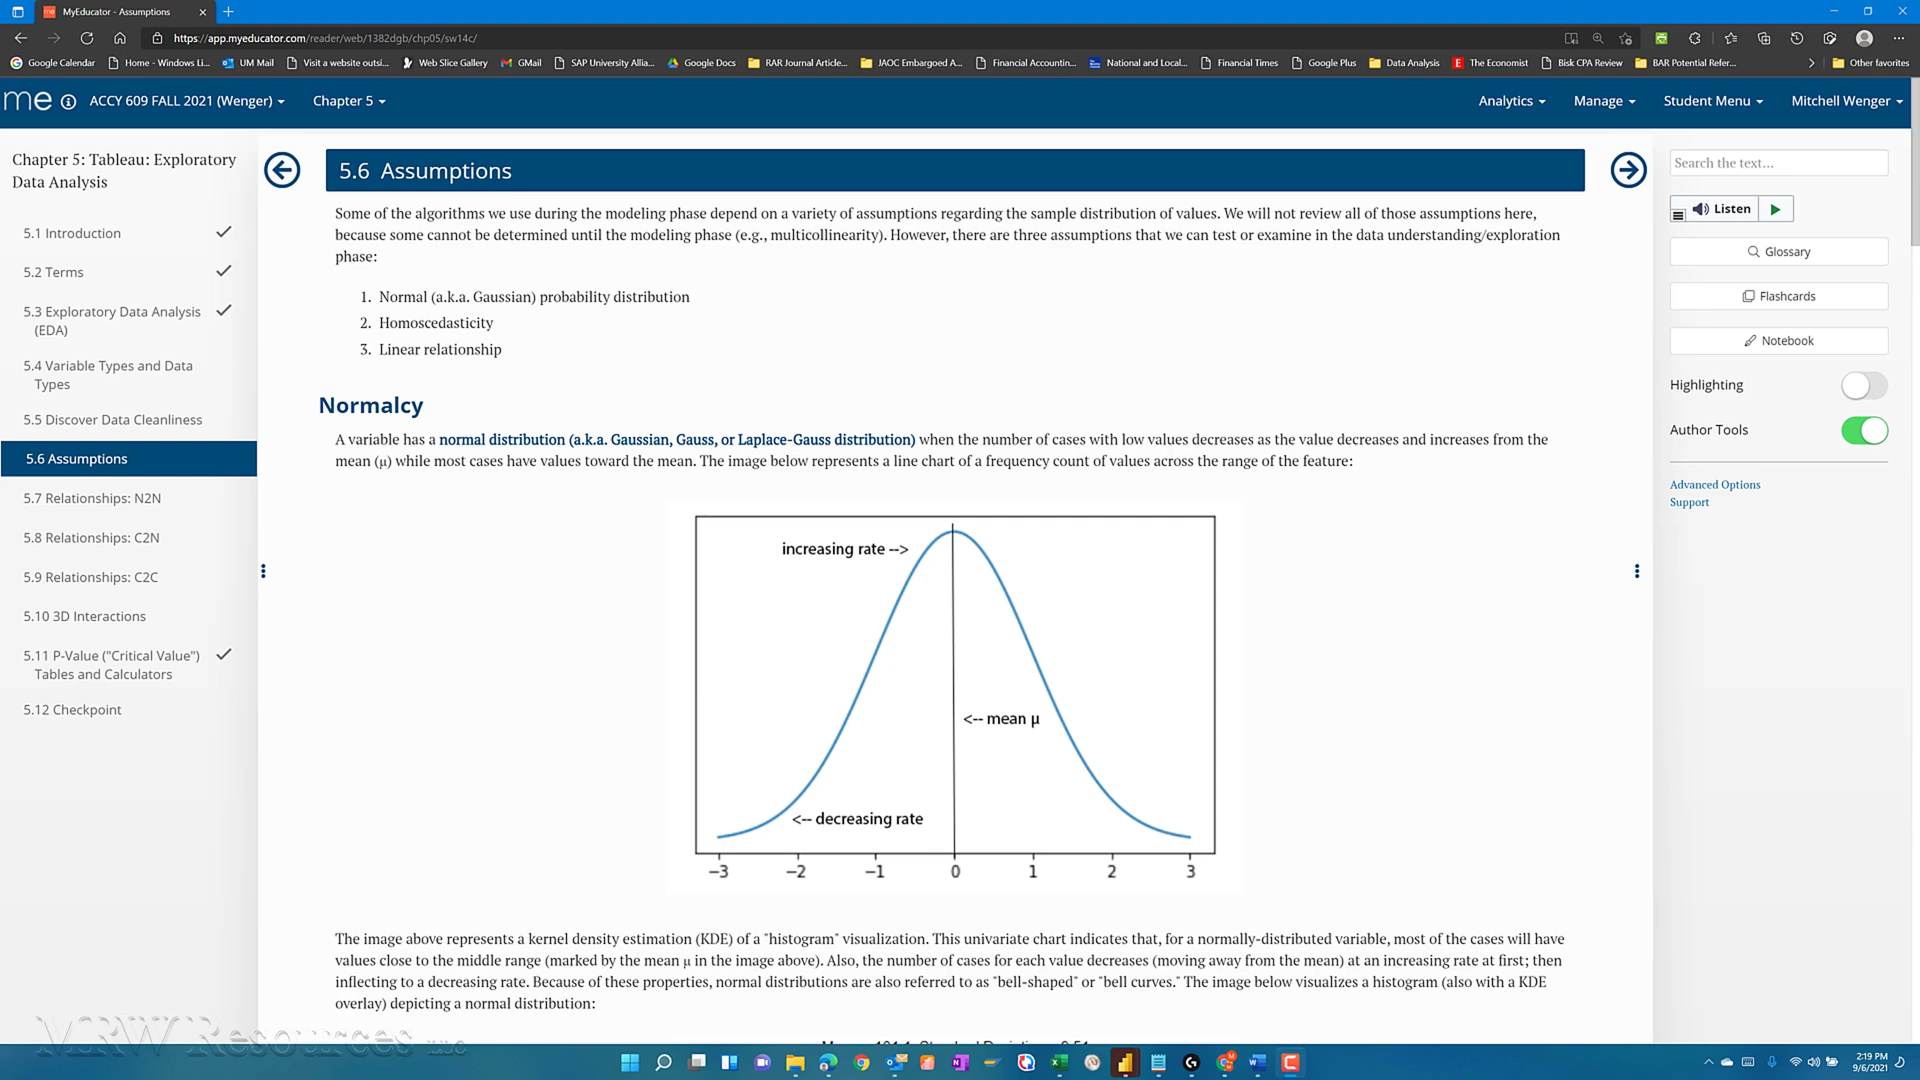 MyEducator - Assumptions
https://app.myeducator.com/reader/web/1382dgb/chp05/sw14c/
Google Calendar
Home - Windows Li...
UM Mail
Visit a website outsi...
Web Slice Gallery
GMail
SAP University Allia...
Google Docs
RAR Journal Article...
JAOC Embargoed A...
Financial Accountin...
National and Local...
Financial Times
Google Plus
Data Analysis
The Economist
Bisk CPA Review
BAR Potential Refer...
Other favorites
me
ACCY 609 FALL 2021 (Wenger)
Chapter 5
Analytics
Manage
Student Menu
Mitchell Wenger
Chapter 5: Tableau: Exploratory
Data Analysis
5.1 Introduction
5.2 Terms
5.3 Exploratory Data Analysis
(EDA)
5.4 Variable Types and Data
Types
5.5 Discover Data Cleanliness
5.6 Assumptions
5.7 Relationships: N2N
5.8 Relationships: C2N
5.9 Relationships: C2C
5.10 3D Interactions
5.11 P-Value ("Critical Value")
Tables and Calculators
5.12 Checkpoint
5.6 Assumptions
Some of the algorithms we use during the modeling phase depend on a variety of assumptions regarding the sample distribution of values. We will not review all of those assumptions here,
because some cannot be determined until the modeling phase (e.g., multicollinearity). However, there are three assumptions that we can test or examine in the data understanding/exploration
phase:
1. Normal (a.k.a. Gaussian) probability distribution
2. Homoscedasticity
3. Linear relationship
Normalcy
A variable has a normal distribution (a.k.a. Gaussian, Gauss, or Laplace-Gauss distribution) when the number of cases with low values decreases as the value decreases and increases from the
mean (μ) while most cases have values toward the mean. The image below represents a line chart of a frequency count of values across the range of the feature:
increasing rate -->
<-- mean μ
<-- decreasing rate
−3 −2 −1 0 1 2 3
The image above represents a kernel density estimation (KDE) of a "histogram" visualization. This univariate chart indicates that, for a normally-distributed variable, most of the cases will have
values close to the middle range (marked by the mean μ in the image above). Also, the number of cases for each value decreases (moving away from the mean) at an increasing rate at first; then
inflecting to a decreasing rate. Because of these properties, normal distributions are also referred to as "bell-shaped" or "bell curves." The image below visualizes a histogram (also with a KDE
overlay) depicting a normal distribution:
Search the text...
Listen
Glossary
Flashcards
Notebook
Highlighting
Author Tools
Advanced Options
Support
MRW Resources LLC
2:19 PM
9/6/2021